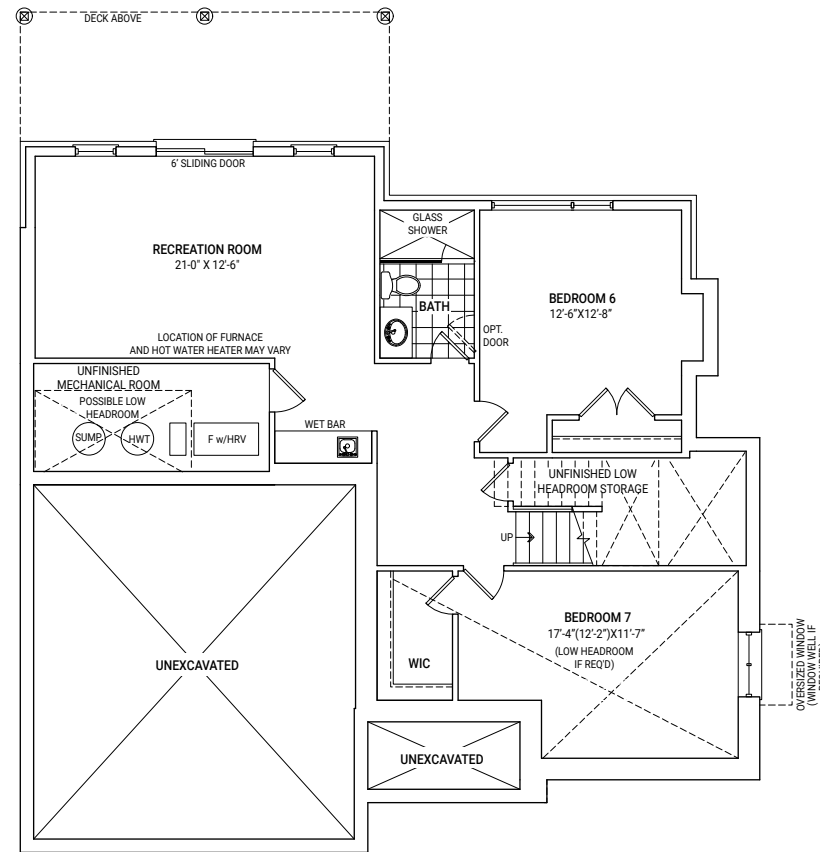 DECK ABOVE
6' SLIDING DOOR
RECREATION ROOM
21-0" X 12'-6"
LOCATION OF FURNACE
AND HOT WATER HEATER MAY VARY
GLASS
SHOWER
BATH
OPT.
DOOR
BEDROOM 6
12'-6"X12'-8"
UNFINISHED
MECHANICAL ROOM
POSSIBLE LOW
HEADROOM
SUMP
HWT
F w/HRV
WET BAR
UNFINISHED LOW
HEADROOM STORAGE
UP
BEDROOM 7
17'-4"(12'-2")X11'-7"
(LOW HEADROOM
IF REQ'D)
WIC
UNEXCAVATED
UNEXCAVATED
OVERSIZED WINDOW
(WINDOW WELL IF